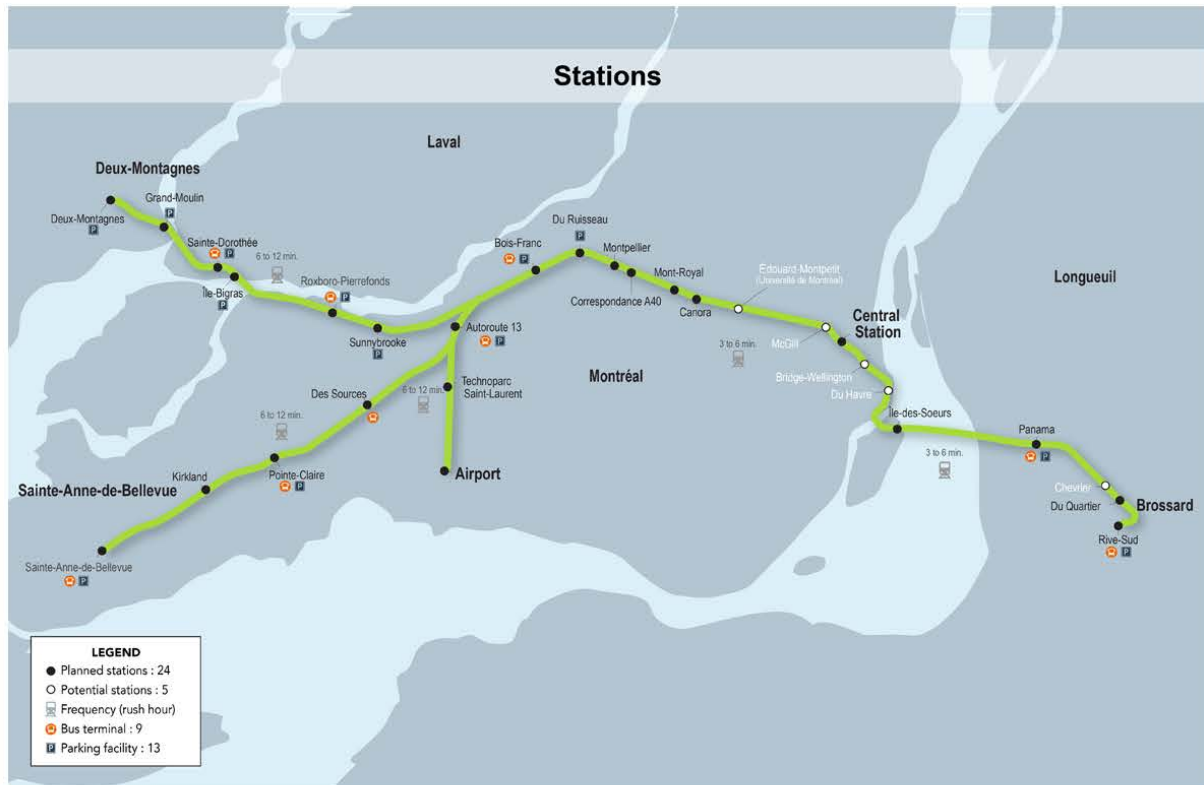 Stations
Laval
Deux-Montagnes
Grand-Moulin
Deux-Montagnes
P
P
Sainte-Dorothée
P
6 to 12 min.
Île-Bigras
P
Roxboro-Pierrefonds
P
Sunnybrooke
P
Bois-Franc
P
Du Ruisseau
P
Montpellier
Correspondance A40
Mont-Royal
Canora
Édouard-Montpetit
(Université de Montréal)
Longueuil
Central
Station
McGill
3 to 6 min.
Bridge-Wellington
Du Havre
Île-des-Soeurs
Montréal
Autoroute 13
P
Technoparc
Saint-Laurent
6 to 12 min.
Airport
Des Sources
6 to 12 min.
Pointe-Claire
P
Kirkland
Sainte-Anne-de-Bellevue
Sainte-Anne-de-Bellevue
P
3 to 6 min.
Panama
P
Chevrier
Du Quartier
Brossard
Rive-Sud
P
LEGEND
Planned stations : 24
Potential stations : 5
Frequency (rush hour)
Bus terminal : 9
P Parking facility : 13